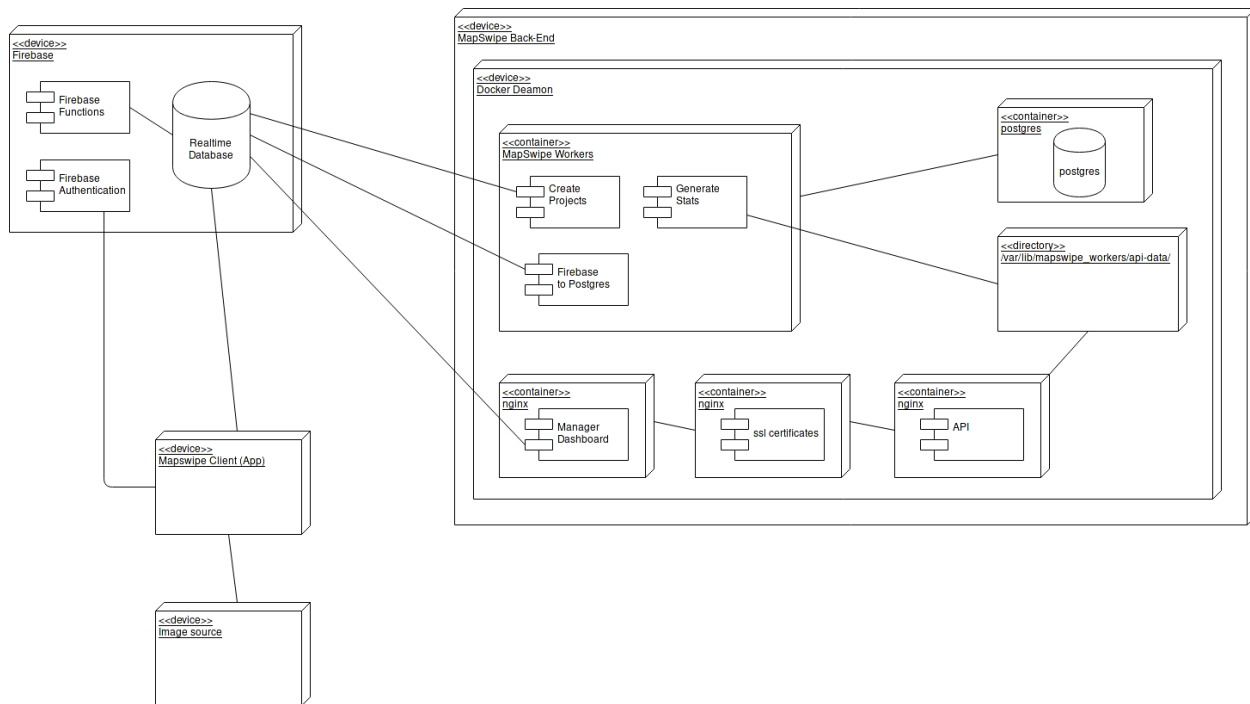 <<device>>
Firebase
Firebase
Functions
Realtime
Database
Firebase
Authentication
<<device>>
MapSwipe Back-End
<<device>>
Docker Deamon
<<container>>
MapSwipe Workers
Create
Projects
Generate
Stats
Firebase
to Postgres
<<container>>
postgres
postgres
<<directory>>
/var/lib/mapswipe_workers/api-data/
<<container>>
nginx
Manager
Dashboard
<<container>>
nginx
ssl certificates
<<container>>
nginx
API
<<device>>
Mapswipe Client (App)
<<device>>
Image source